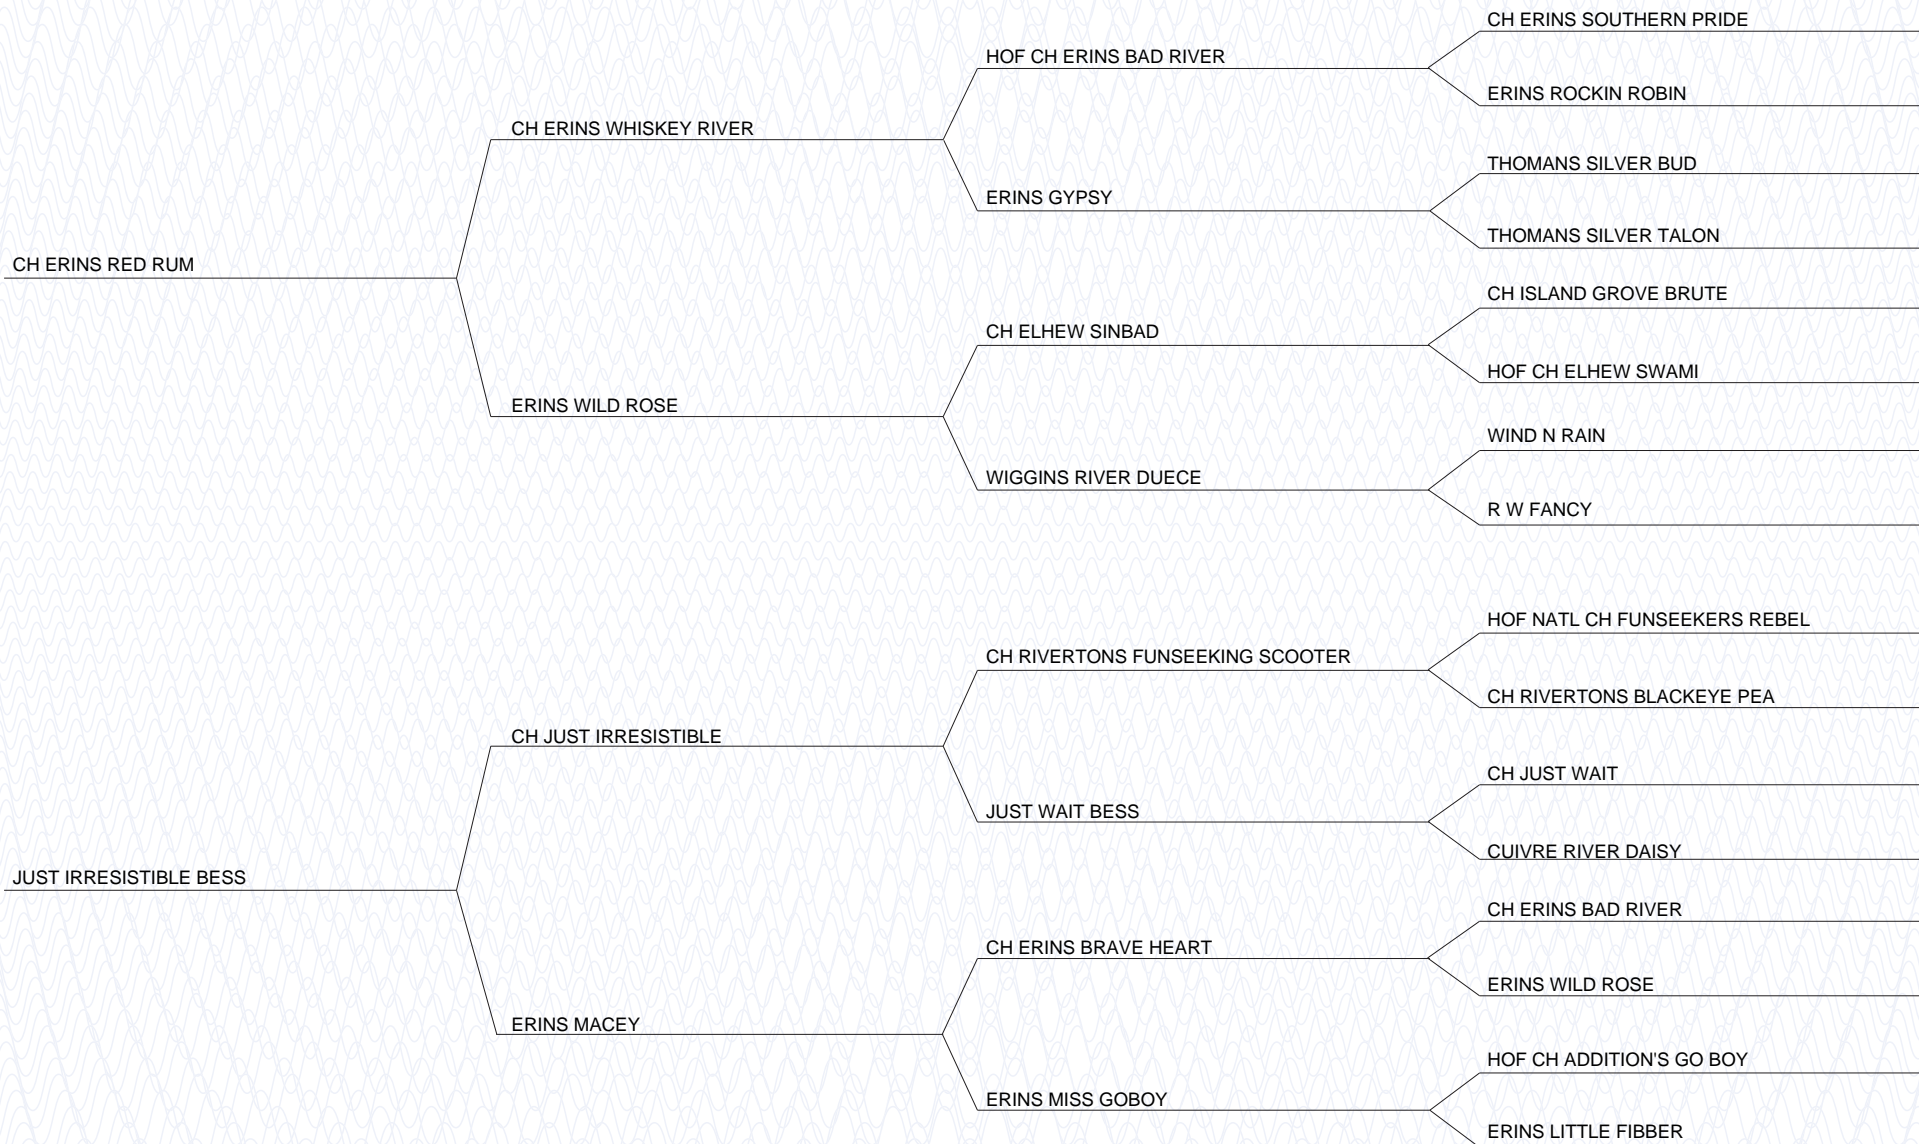 CH ERINS RED RUM
CH ERINS WHISKEY RIVER
HOF CH ERINS BAD RIVER
CH ERINS SOUTHERN PRIDE
ERINS ROCKIN ROBIN
ERINS GYPSY
THOMANS SILVER BUD
THOMANS SILVER TALON
ERINS WILD ROSE
CH ELHEW SINBAD
CH ISLAND GROVE BRUTE
HOF CH ELHEW SWAMI
WIGGINS RIVER DUECE
WIND N RAIN
R W FANCY
JUST IRRESISTIBLE BESS
CH JUST IRRESISTIBLE
CH RIVERTONS FUNSEEKING SCOOTER
HOF NATL CH FUNSEEKERS REBEL
CH RIVERTONS BLACKEYE PEA
JUST WAIT BESS
CH JUST WAIT
CUIVRE RIVER DAISY
ERINS MACEY
CH ERINS BRAVE HEART
CH ERINS BAD RIVER
ERINS WILD ROSE
ERINS MISS GOBOY
HOF CH ADDITION'S GO BOY
ERINS LITTLE FIBBER